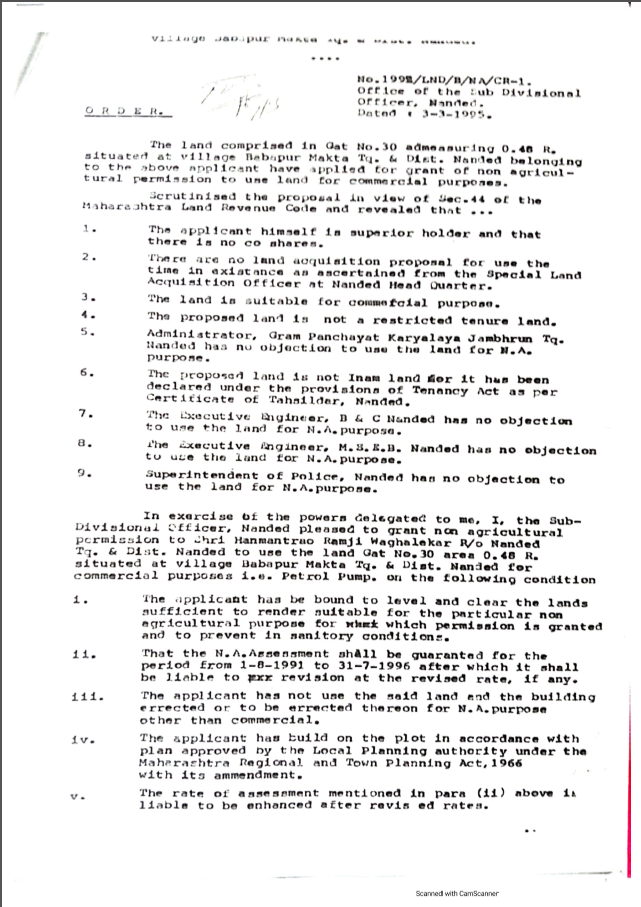 Village Babapur Makta Tq. & Dist. Nanded.
....
No.1992/LND/B/NA/CR-1.
Office of the Sub Divisional
Officer, Nanded.
Dated : 3-3-1995.
O R D E R.
The land comprised in Gat No.30 admeasuring 0.48 R.
situated at village Babapur Makta Tq. & Dist. Nanded belonging
to the above applicant have applied for grant of non agricul-
tural permission to use land for commercial purposes.
Scrutinised the proposal in view of Sec.44 of the
Maharashtra Land Revenue Code and revealed that ...
1. The applicant himself is superior holder and that
there is no co shares.
2. There are no land acquisition proposal for use the
time in existance as ascertained from the Special Land
Acquisition Officer at Nanded Head Quarter.
3. The land is suitable for commercial purpose.
4. The proposed land is not a restricted tenure land.
5. Administrator, Gram Panchayat Karyalaya Jambhrun Tq.
Nanded has no objection to use the land for N.A.
purpose.
6. The proposed land is not Inam land nor it has been
declared under the provisions of Tenancy Act as per
Certificate of Tahsildar, Nanded.
7. The Executive Engineer, B & C Nanded has no objection
to use the land for N.A.purpose.
8. The Executive Engineer, M.S.E.B. Nanded has no objection
to use the land for N.A.purpose.
9. Superintendent of Police, Nanded has no objection to
use the land for N.A.purpose.
In exercise of the powers delegated to me, I, the Sub-
Divisional Officer, Nanded pleased to grant non agricultural
permission to Shri Hanmantrao Ramji Waghalekar R/o Nanded
Tq. & Dist. Nanded to use the land Gat No.30 area 0.48 R.
situated at village Babapur Makta Tq. & Dist. Nanded for
commercial purposes i.e. Petrol Pump. on the following condition
i. The applicant has be bound to level and clear the lands
sufficient to render suitable for the particular non
agricultural purpose for which permission is granted
and to prevent in sanitory conditions.
ii. That the N.A.Assessment shall be guaranted for the
period from 1-8-1991 to 31-7-1996 after which it shall
be liable to revision at the revised rate, if any.
iii. The applicant has not use the said land and the building
errected or to be errected thereon for N.A.purpose
other than commercial.
iv. The applicant has build on the plot in accordance with
plan approved by the Local Planning authority under the
Maharashtra Regional and Town Planning Act,1966
with its ammendment.
v. The rate of assessment mentioned in para (ii) above is
liable to be enhanced after revis ed rates.
..
Scanned with CamScanner